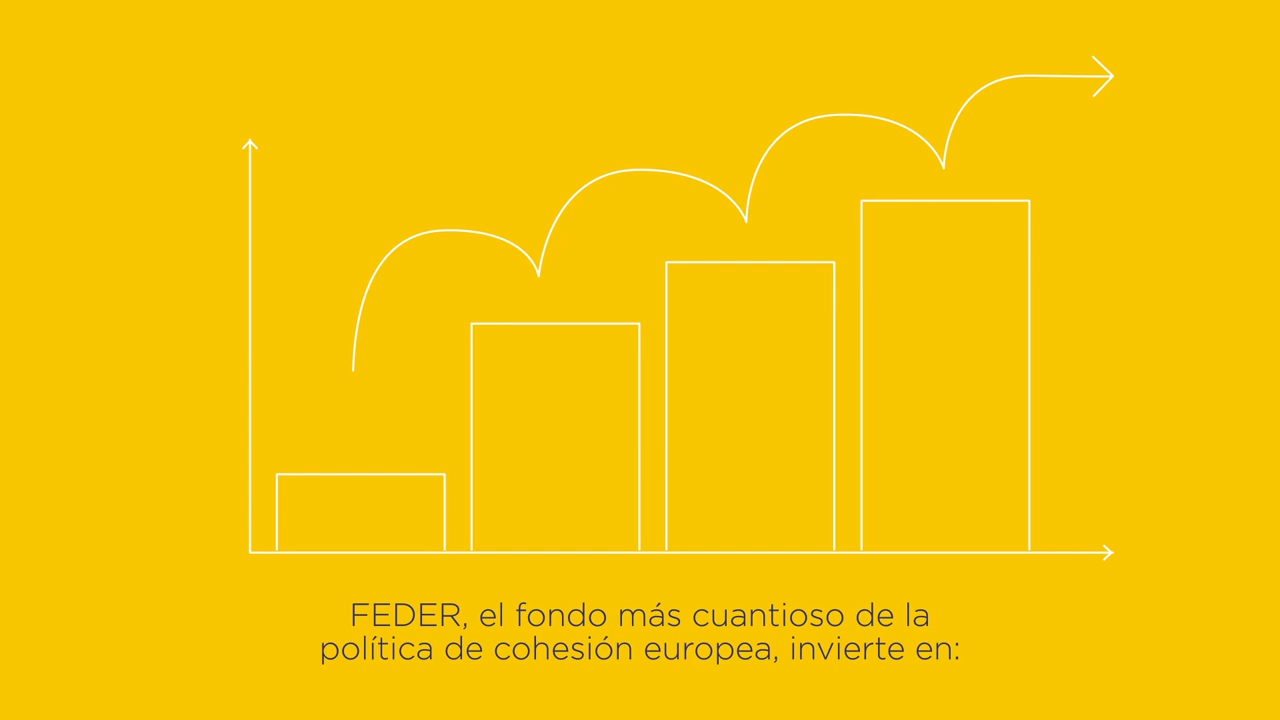 FEDER, el fondo más cuantioso de la
política de cohesión europea, invierte en: